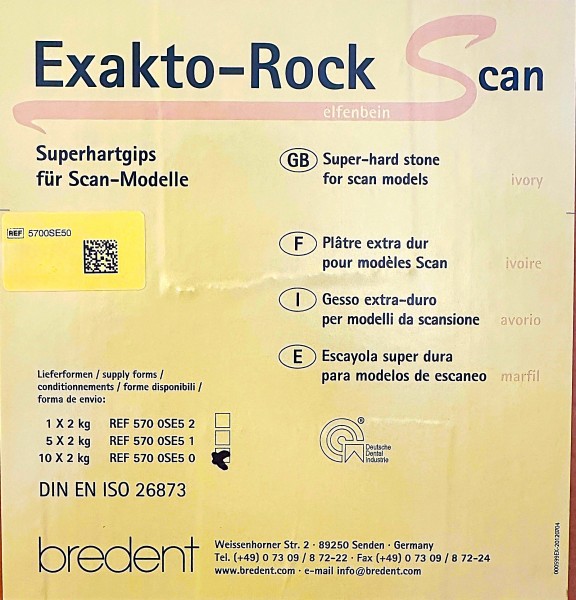 Exakto-Rock Scan
elfenbein
Superhartgips
für Scan-Modelle
GB Super-hard stone
for scan models ivory
REF 5700SE50
F Plâtre extra dur
pour modèles Scan ivoire
I Gesso extra-duro
per modelli da scansione avorio
E Escayola super dura
para modelos de escaneo marfil
Lieferformen / supply forms /
conditionnements / forme disponibili /
forma de envio:
1 X 2 kg REF 570 0SE5 2
5 X 2 kg REF 570 0SE5 1
10 X 2 kg REF 570 0SE5 0
®
Deutsche
Dental
Industrie
DIN EN ISO 26873
bredent
Weissenhorner Str. 2 · 89250 Senden · Germany
Tel. (+49) 0 73 09 / 8 72-22 · Fax (+49) 0 73 09 / 8 72-24
www.bredent.com · e-mail info@bredent.com